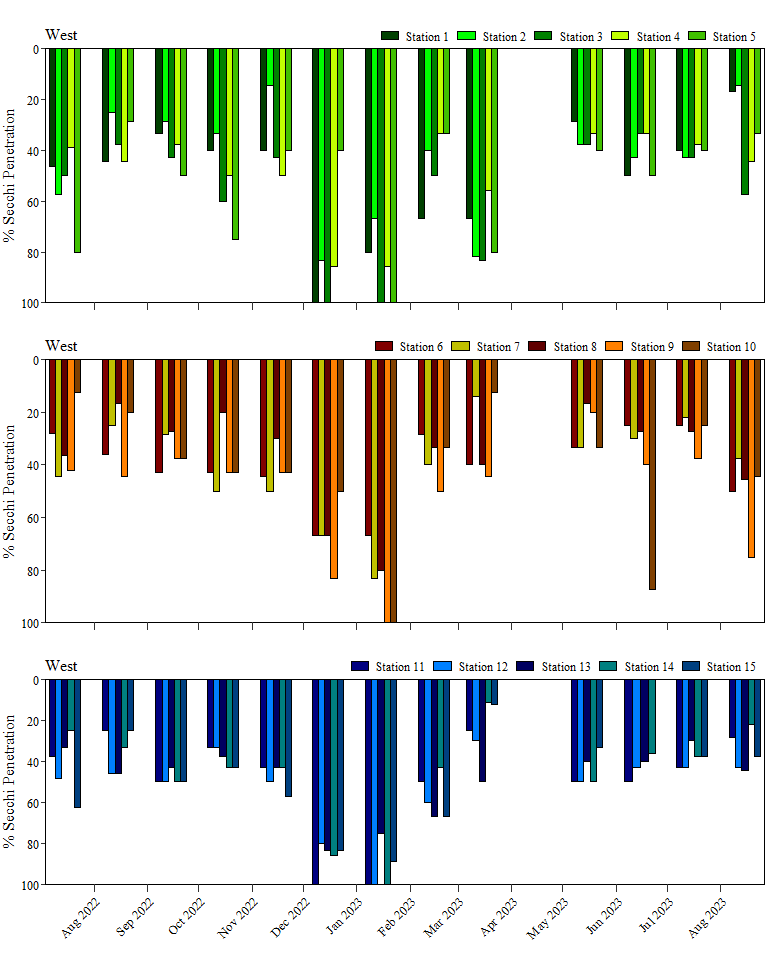 West
Station 1 Station 2 Station 3 Station 4 Station 5
% Secchi Penetration
0
20
40
60
80
100
West
Station 6 Station 7 Station 8 Station 9 Station 10
% Secchi Penetration
0
20
40
60
80
100
West
Station 11 Station 12 Station 13 Station 14 Station 15
% Secchi Penetration
0
20
40
60
80
100
Aug 2022 Sep 2022 Oct 2022 Nov 2022 Dec 2022 Jan 2023 Feb 2023 Mar 2023 Apr 2023 May 2023 Jun 2023 Jul 2023 Aug 2023